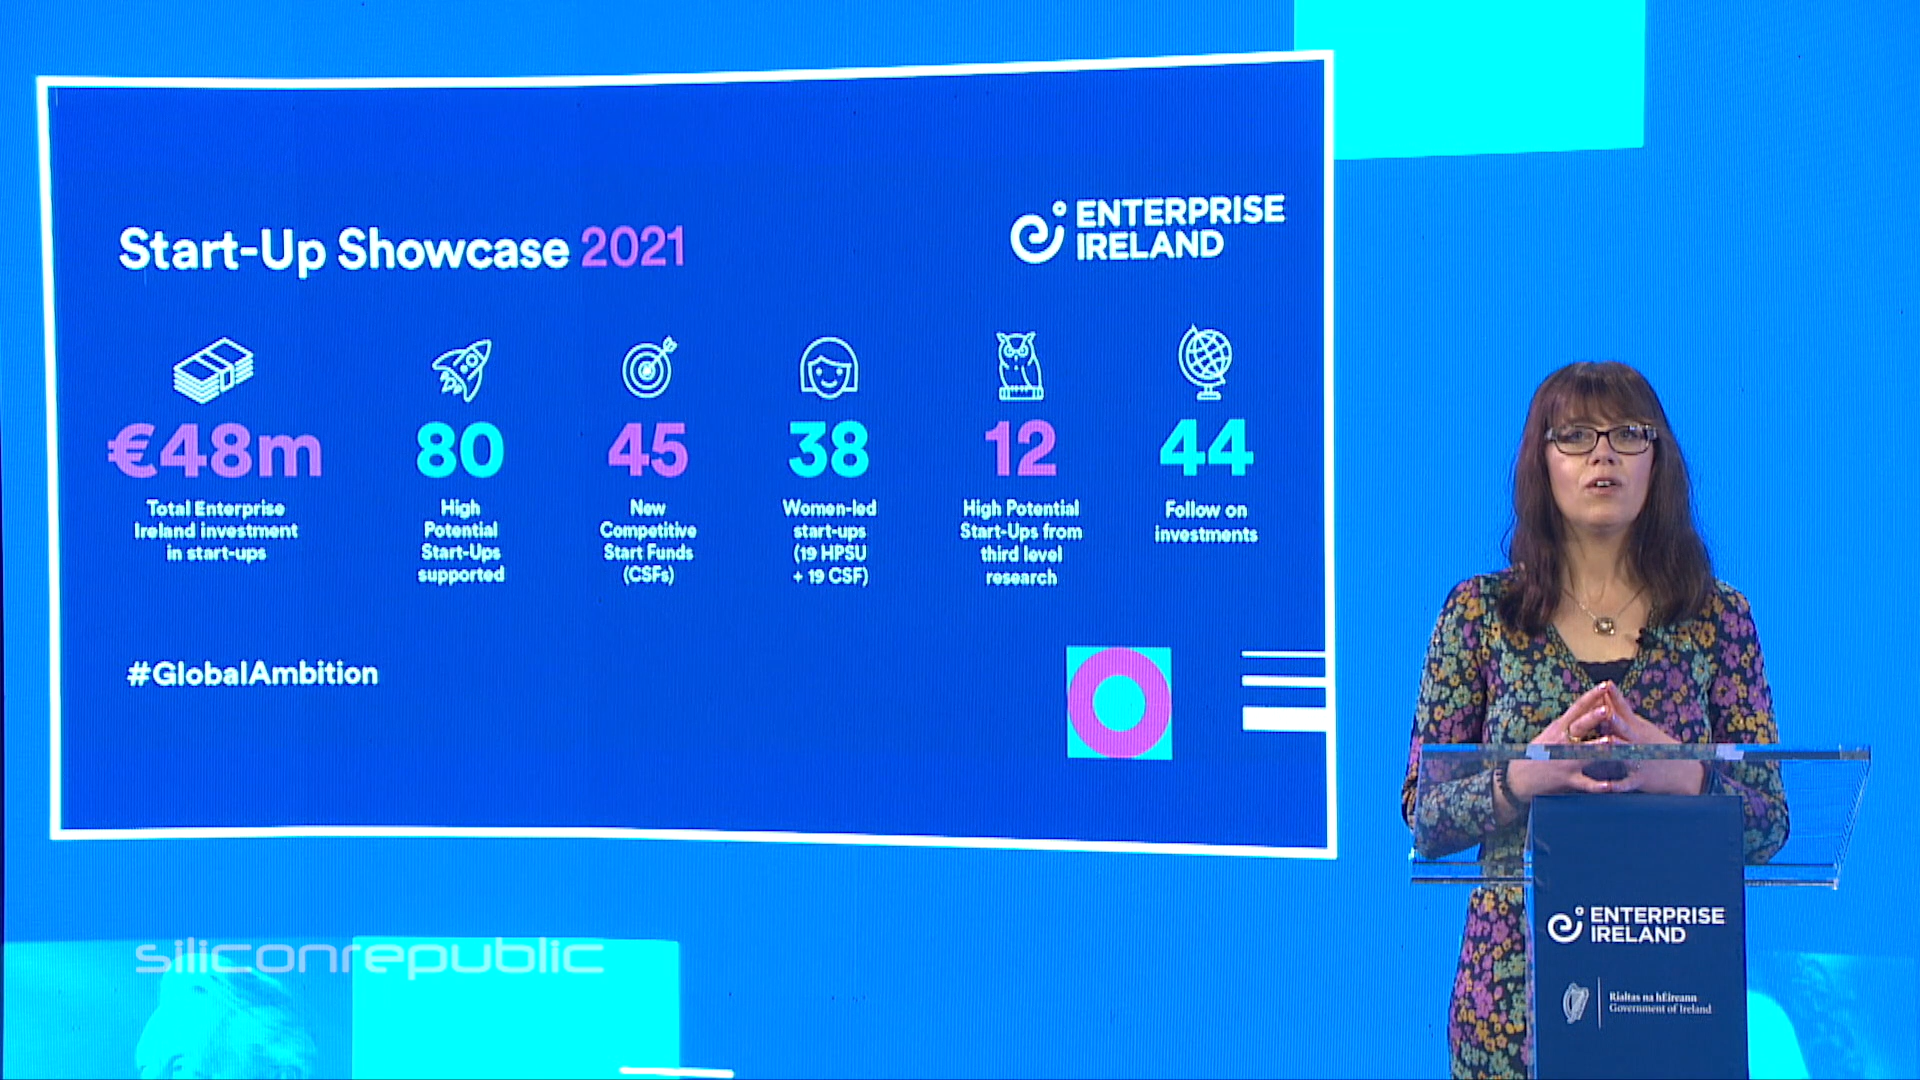 Start-Up Showcase 2021
ENTERPRISE
IRELAND
€48m
Total Enterprise
Ireland investment
in start-ups
80
High
Potential
Start-Ups
supported
45
New
Competitive
Start Funds
(CSFs)
38
Women-led
start-ups
(19 HPSU
+ 19 CSF)
12
High Potential
Start-Ups from
third level
research
44
Follow on
investments
#GlobalAmbition
siliconrepublic
ENTERPRISE
IRELAND
Rialtas na hÉireann
Government of Ireland